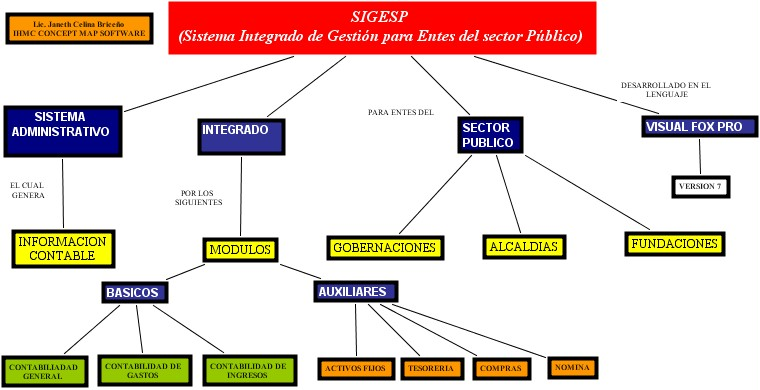 Lic. Janeth Celina Briceño
IHMC CONCEPT MAP SOFTWARE
SIGESP
(Sistema Integrado de Gestión para Entes del sector Público)
DESARROLLADO EN EL
LENGUAJE
PARA ENTES DEL
SISTEMA
ADMINISTRATIVO
INTEGRADO
SECTOR
PUBLICO
VISUAL FOX PRO
EL CUAL
GENERA
POR LOS
SIGUIENTES
VERSION 7
INFORMACION
CONTABLE
MODULOS
GOBERNACIONES
ALCALDIAS
FUNDACIONES
BASICOS
AUXILIARES
CONTABILIADAD
GENERAL
CONTABILIDAD DE
GASTOS
CONTABILIDAD DE
INGRESOS
ACTIVOS FIJOS
TESORERIA
COMPRAS
NOMINA